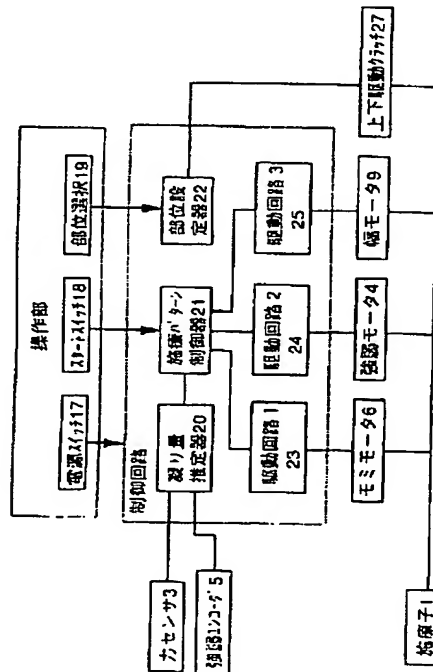 操作部
電源スイッチ17
スタートスイッチ18
部位選択19
制御回路
凝り量
推定器20
施療パターン
制御器21
部位設
定器22
力センサ3
強弱エンコーダ5
駆動回路1
23
駆動回路2
24
駆動回路3
25
モミモータ6
強弱モータ4
幅モータ9
上下駆動クラッチ27
施療子1